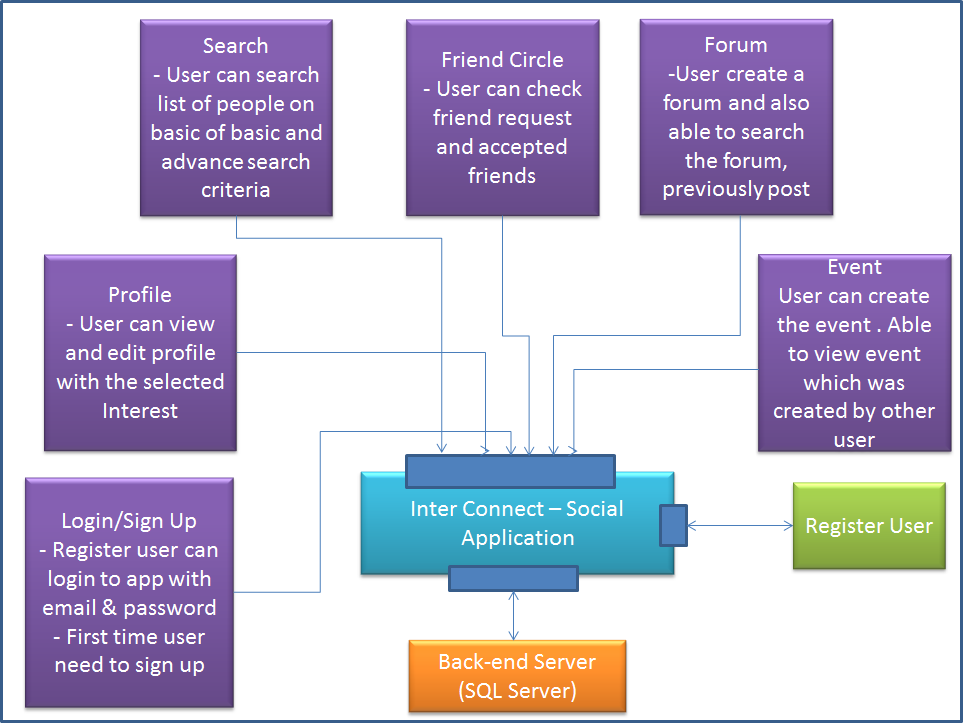 Search
- User can search
list of people on
basic of basic and
advance search
criteria
Friend Circle
- User can check
friend request
and accepted
friends
Forum
-User create a
forum and also
able to search
the forum,
previously post
Profile
- User can view
and edit profile
with the selected
Interest
Event
User can create
the event . Able
to view event
which was
created by other
user
Login/Sign Up
- Register user can
login to app with
email & password
- First time user
need to sign up
Inter Connect – Social
Application
Register User
Back-end Server
(SQL Server)